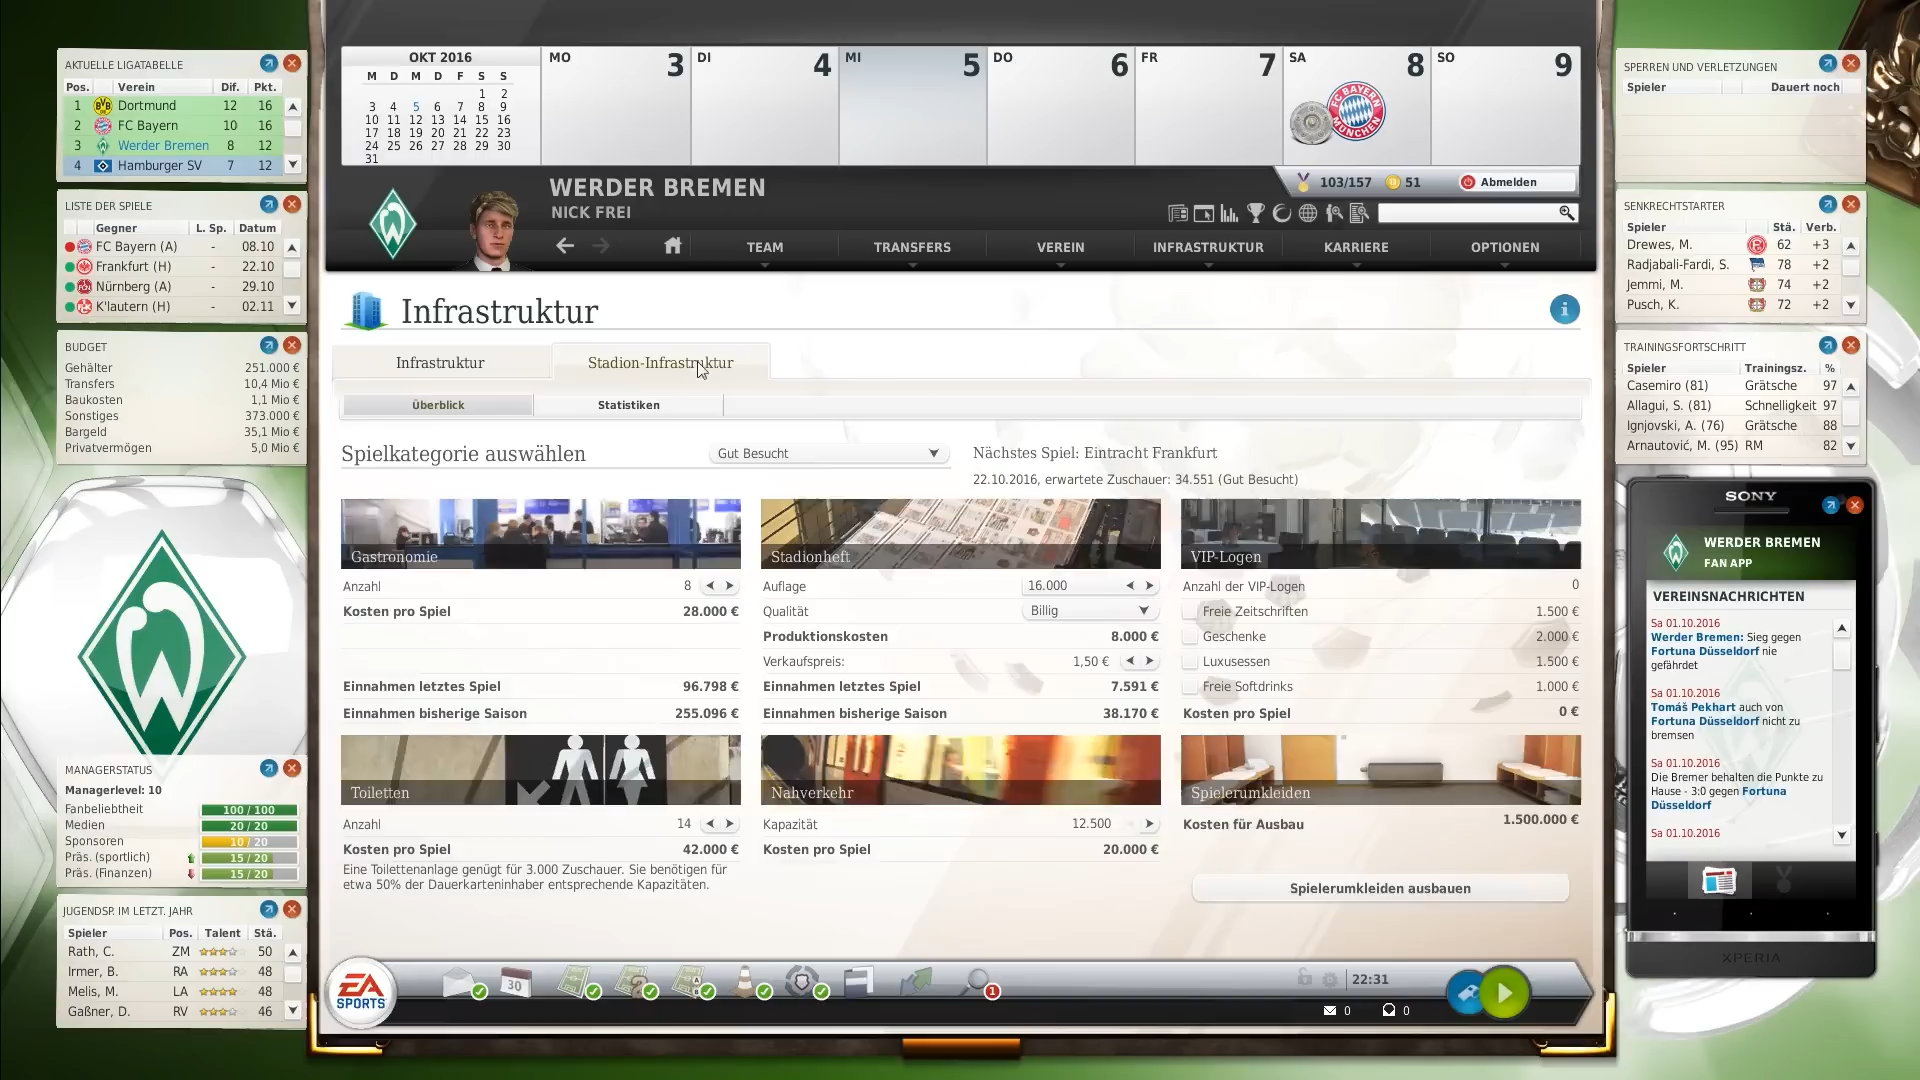 AKTUELLE LIGATABELLE
Pos. Verein Dif. Pkt.
1 Dortmund 12 16
2 FC Bayern 10 16
3 Werder Bremen 8 12
4 Hamburger SV 7 12
LISTE DER SPIELE
Gegner L. Sp. Datum
FC Bayern (A) - 08.10
Frankfurt (H) - 22.10
Nürnberg (A) - 29.10
K'lautern (H) - 02.11
BUDGET
Gehälter 251.000 €
Transfers 10,4 Mio €
Baukosten 1,1 Mio €
Sonstiges 373.000 €
Bargeld 35,1 Mio €
Privatvermögen 5,0 Mio €
MANAGERSTATUS
Managerlevel: 10
Fanbeliebtheit 100 / 100
Medien 20 / 20
Sponsoren 10 / 20
Präs. (sportlich) 15 / 20
Präs. (Finanzen) 15 / 20
JUGENDSP. IM LETZT. JAHR
Spieler Pos. Talent Stä.
Rath, C. ZM 50
Irmer, B. RA 48
Melis, M. LA 48
Gaßner, D. RV 46
OKT 2016
M D M D F S S
1 2
3 4 5 6 7 8 9
10 11 12 13 14 15 16
17 18 19 20 21 22 23
24 25 26 27 28 29 30
31
MO 3 DI 4 MI 5 DO 6 FR 7 SA 8 SO 9
FC BAYERN MÜNCHEN
WERDER BREMEN
NICK FREI
103/157 51 Abmelden
TEAM TRANSFERS VEREIN INFRASTRUKTUR KARRIERE OPTIONEN
Infrastruktur
Infrastruktur Stadion-Infrastruktur
Überblick Statistiken
Spielkategorie auswählen Gut Besucht
Nächstes Spiel: Eintracht Frankfurt
22.10.2016, erwartete Zuschauer: 34.551 (Gut Besucht)
Gastronomie
Anzahl 8
Kosten pro Spiel 28.000 €
Einnahmen letztes Spiel 96.798 €
Einnahmen bisherige Saison 255.096 €
Stadionheft
Auflage 16.000
Qualität Billig
Produktionskosten 8.000 €
Verkaufspreis: 1,50 €
Einnahmen letztes Spiel 7.591 €
Einnahmen bisherige Saison 38.170 €
VIP-Logen
Anzahl der VIP-Logen 0
Freie Zeitschriften 1.500 €
Geschenke 2.000 €
Luxusessen 1.500 €
Freie Softdrinks 1.000 €
Kosten pro Spiel 0 €
Toiletten
Anzahl 14
Kosten pro Spiel 42.000 €
Eine Toilettenanlage genügt für 3.000 Zuschauer. Sie benötigen für
etwa 50% der Dauerkarteninhaber entsprechende Kapazitäten.
Nahverkehr
Kapazität 12.500
Kosten pro Spiel 20.000 €
Spielerumkleiden
Kosten für Ausbau 1.500.000 €
Spielerumkleiden ausbauen
EA SPORTS
30
1
22:31
0 0
SPERREN UND VERLETZUNGEN
Spieler Dauert noch
SENKRECHTSTARTER
Spieler Stä. Verb.
Drewes, M. 62 +3
Radjabali-Fardi, S. 78 +2
Jemmi, M. 74 +2
Pusch, K. 72 +2
TRAININGSFORTSCHRITT
Spieler Trainingsz. %
Casemiro (81) Grätsche 97
Allagui, S. (81) Schnelligkeit 97
Ignjovski, A. (76) Grätsche 88
Arnautović, M. (95) RM 82
SONY
WERDER BREMEN
FAN APP
VEREINSNACHRICHTEN
Sa 01.10.2016
Werder Bremen: Sieg gegen
Fortuna Düsseldorf nie
gefährdet
Sa 01.10.2016
Tomáš Pekhart auch von
Fortuna Düsseldorf nicht zu
bremsen
Sa 01.10.2016
Die Bremer behalten die Punkte zu
Hause - 3:0 gegen Fortuna
Düsseldorf
Sa 01.10.2016
XPERIA